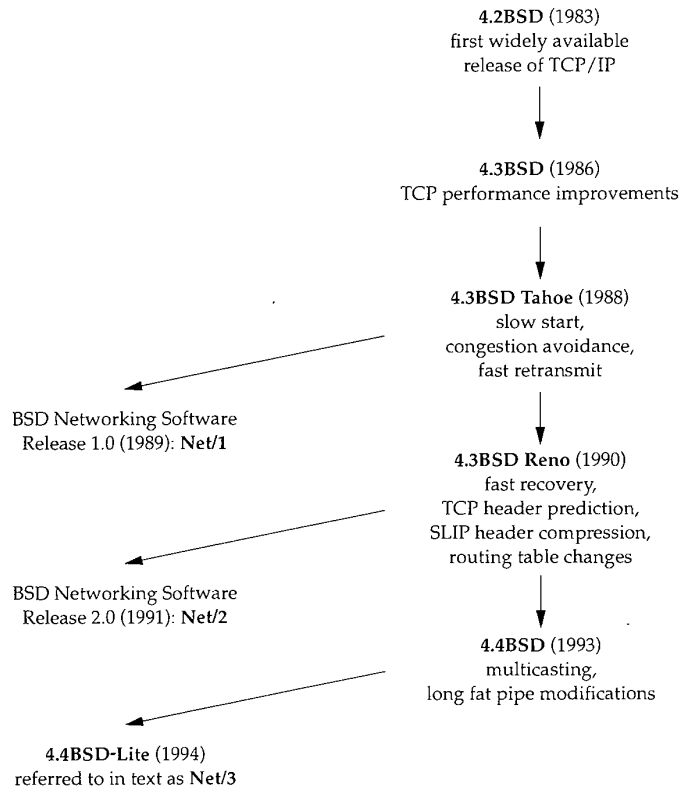 4.2BSD (1983)
first widely available
release of TCP/IP
4.3BSD (1986)
TCP performance improvements
4.3BSD Tahoe (1988)
slow start,
congestion avoidance,
fast retransmit
BSD Networking Software
Release 1.0 (1989): Net/1
4.3BSD Reno (1990)
fast recovery,
TCP header prediction,
SLIP header compression,
routing table changes
BSD Networking Software
Release 2.0 (1991): Net/2
4.4BSD (1993)
multicasting,
long fat pipe modifications
4.4BSD-Lite (1994)
referred to in text as Net/3